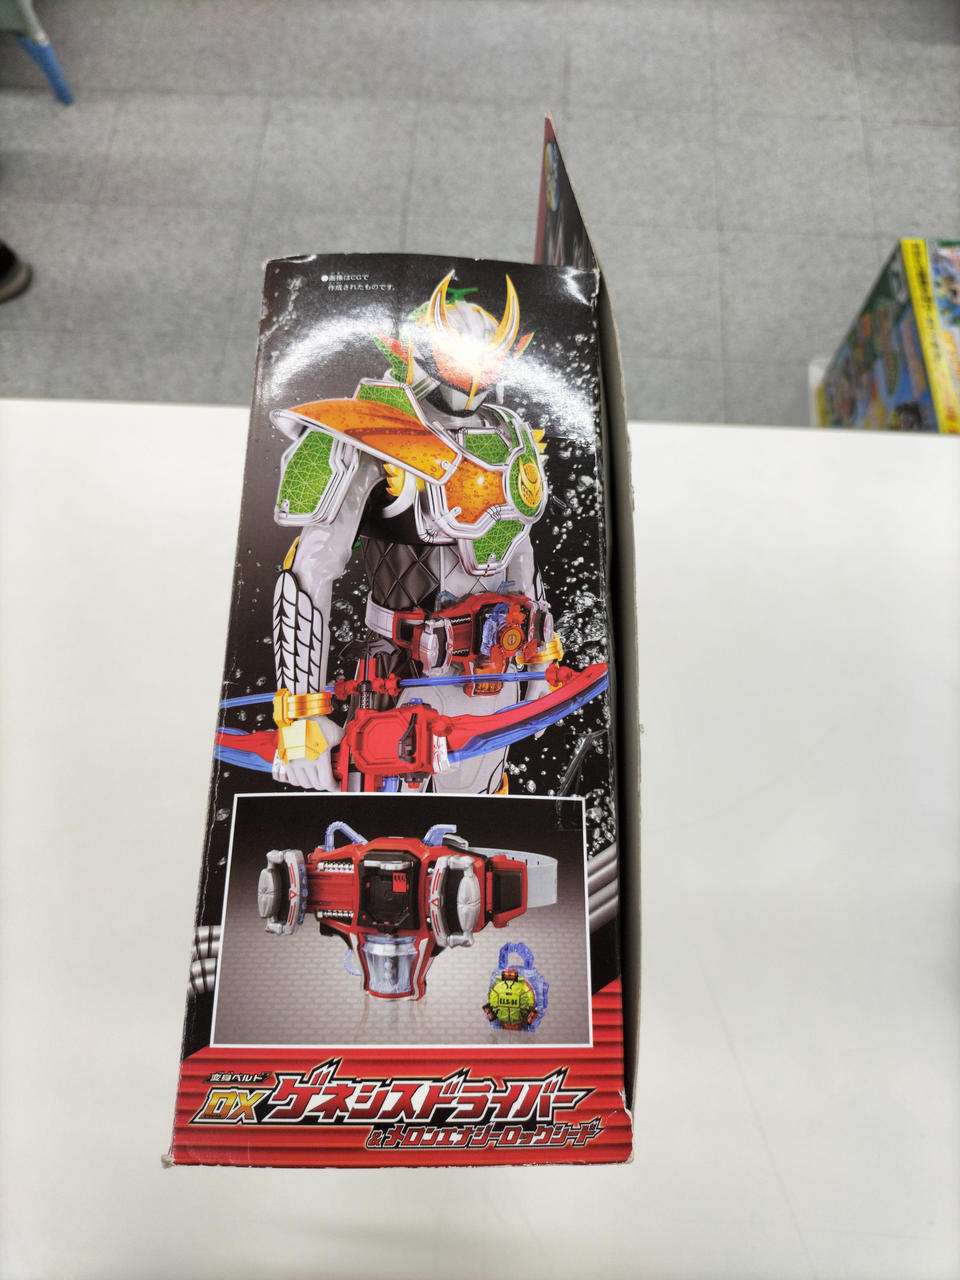 ●画像はCGで
作成されたものです。
E.L.S-04
変身ベルト
DX ゲネシスドライバー
&メロンエナジーロックシード